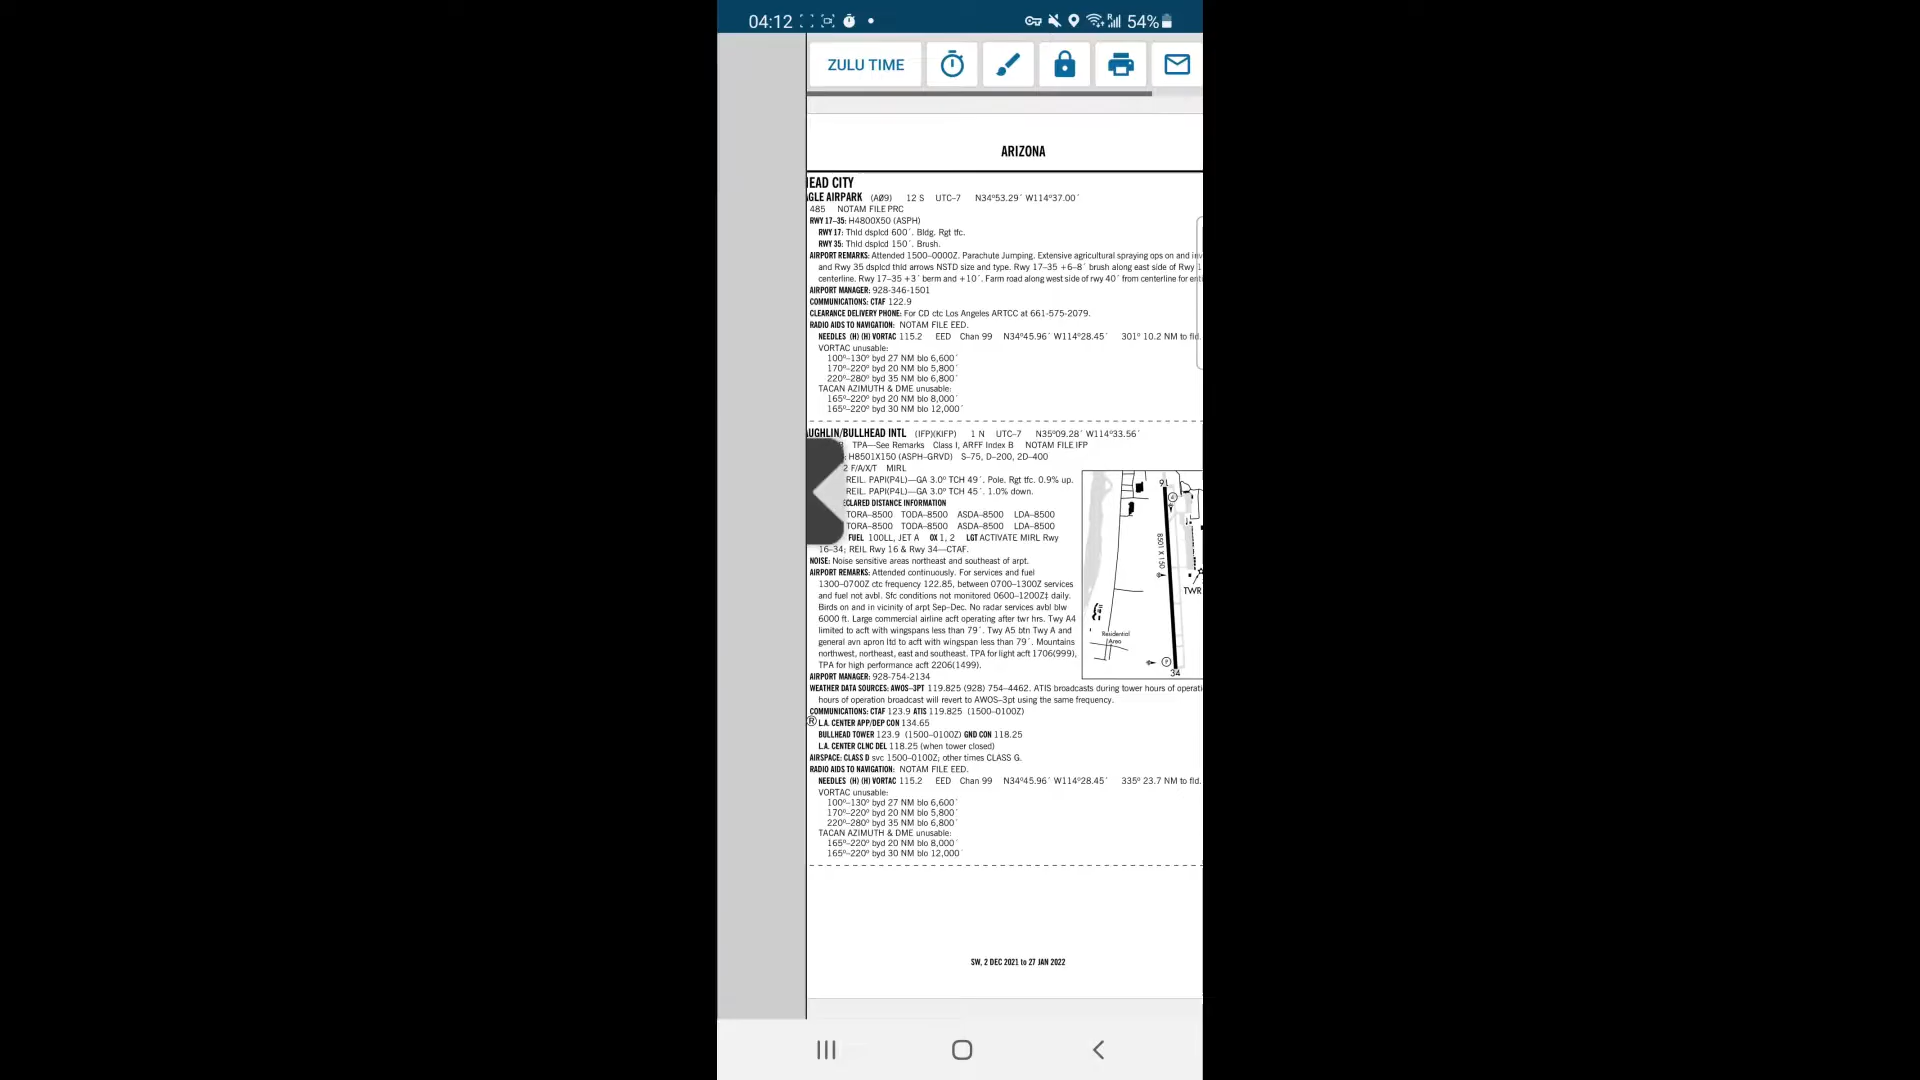 04:12
54%
ZULU TIME
ARIZONA
HEAD CITY
GLE AIRPARK (AØ9) 12 S UTC–7 N34°53.29´ W114°37.00´
485 NOTAM FILE PRC
RWY 17–35: H4800X50 (ASPH)
RWY 17: Thld dsplcd 600´. Bldg. Rgt tfc.
RWY 35: Thld dsplcd 150´. Brush.
AIRPORT REMARKS: Attended 1500–0000Z. Parachute Jumping. Extensive agricultural spraying ops on and
and Rwy 35 dsplcd thld arrows NSTD size and type. Rwy 17–35 +6–8´ brush along east side of Rwy
centerline. Rwy 17–35 +3´ berm and +10´. Farm road along west side of rwy 40´ from centerline for
AIRPORT MANAGER: 928-346-1501
COMMUNICATIONS: CTAF 122.9
CLEARANCE DELIVERY PHONE: For CD ctc Los Angeles ARTCC at 661-575-2079.
RADIO AIDS TO NAVIGATION: NOTAM FILE EED.
NEEDLES (H) (H) VORTAC 115.2 EED Chan 99 N34°45.96´ W114°28.45´ 301° 10.2 NM to fld.
VORTAC unusable:
100°–130° byd 27 NM blo 6,600´
170°–220° byd 20 NM blo 5,800´
220°–280° byd 35 NM blo 6,800´
TACAN AZIMUTH & DME unusable:
165°–220° byd 20 NM blo 8,000´
165°–220° byd 30 NM blo 12,000´
AUGHLIN/BULLHEAD INTL (IFP)(KIFP) 1 N UTC–7 N35°09.28´ W114°33.56´
TPA—See Remarks Class I, ARFF Index B NOTAM FILE IFP
: H8501X150 (ASPH–GRVD) S–75, D–200, 2D–400
2 F/A/X/T MIRL
REIL. PAPI(P4L)—GA 3.0° TCH 49´. Pole. Rgt tfc. 0.9% up.
REIL. PAPI(P4L)—GA 3.0° TCH 45´. 1.0% down.
ECLARED DISTANCE INFORMATION
TORA–8500 TODA–8500 ASDA–8500 LDA–8500
TORA–8500 TODA–8500 ASDA–8500 LDA–8500
FUEL 100LL, JET A OX 1, 2 LGT ACTIVATE MIRL Rwy
16–34; REIL Rwy 16 & Rwy 34—CTAF.
NOISE: Noise sensitive areas northeast and southeast of arpt.
AIRPORT REMARKS: Attended continuously. For services and fuel
1300–0700Z ctc frequency 122.85, between 0700–1300Z services
and fuel not avbl. Sfc conditions not monitored 0600–1200Z‡ daily.
Birds on and in vicinity of arpt Sep–Dec. No radar services avbl blw
6000 ft. Large commercial airline acft operating after twr hrs. Twy A4
limited to acft with wingspans less than 79´. Twy A5 btn Twy A and
general avn apron ltd to acft with wingspan less than 79´. Mountains
northwest, northeast, east and southeast. TPA for light acft 1706(999),
TPA for high performance acft 2206(1499).
16
8501 X 150
TWR
Residential
Area
P
34
AIRPORT MANAGER: 928-754-2134
WEATHER DATA SOURCES: AWOS–3PT 119.825 (928) 754–4462. ATIS broadcasts during tower hours of operati
hours of operation broadcast will revert to AWOS–3pt using the same frequency.
COMMUNICATIONS: CTAF 123.9 ATIS 119.825 (1500–0100Z)
® L.A. CENTER APP/DEP CON 134.65
BULLHEAD TOWER 123.9 (1500–0100Z) GND CON 118.25
L.A. CENTER CLNC DEL 118.25 (when tower closed)
AIRSPACE: CLASS D svc 1500–0100Z; other times CLASS G.
RADIO AIDS TO NAVIGATION: NOTAM FILE EED.
NEEDLES (H) (H) VORTAC 115.2 EED Chan 99 N34°45.96´ W114°28.45´ 335° 23.7 NM to fld.
VORTAC unusable:
100°–130° byd 27 NM blo 6,600´
170°–220° byd 20 NM blo 5,800´
220°–280° byd 35 NM blo 6,800´
TACAN AZIMUTH & DME unusable:
165°–220° byd 20 NM blo 8,000´
165°–220° byd 30 NM blo 12,000´
SW, 2 DEC 2021 to 27 JAN 2022